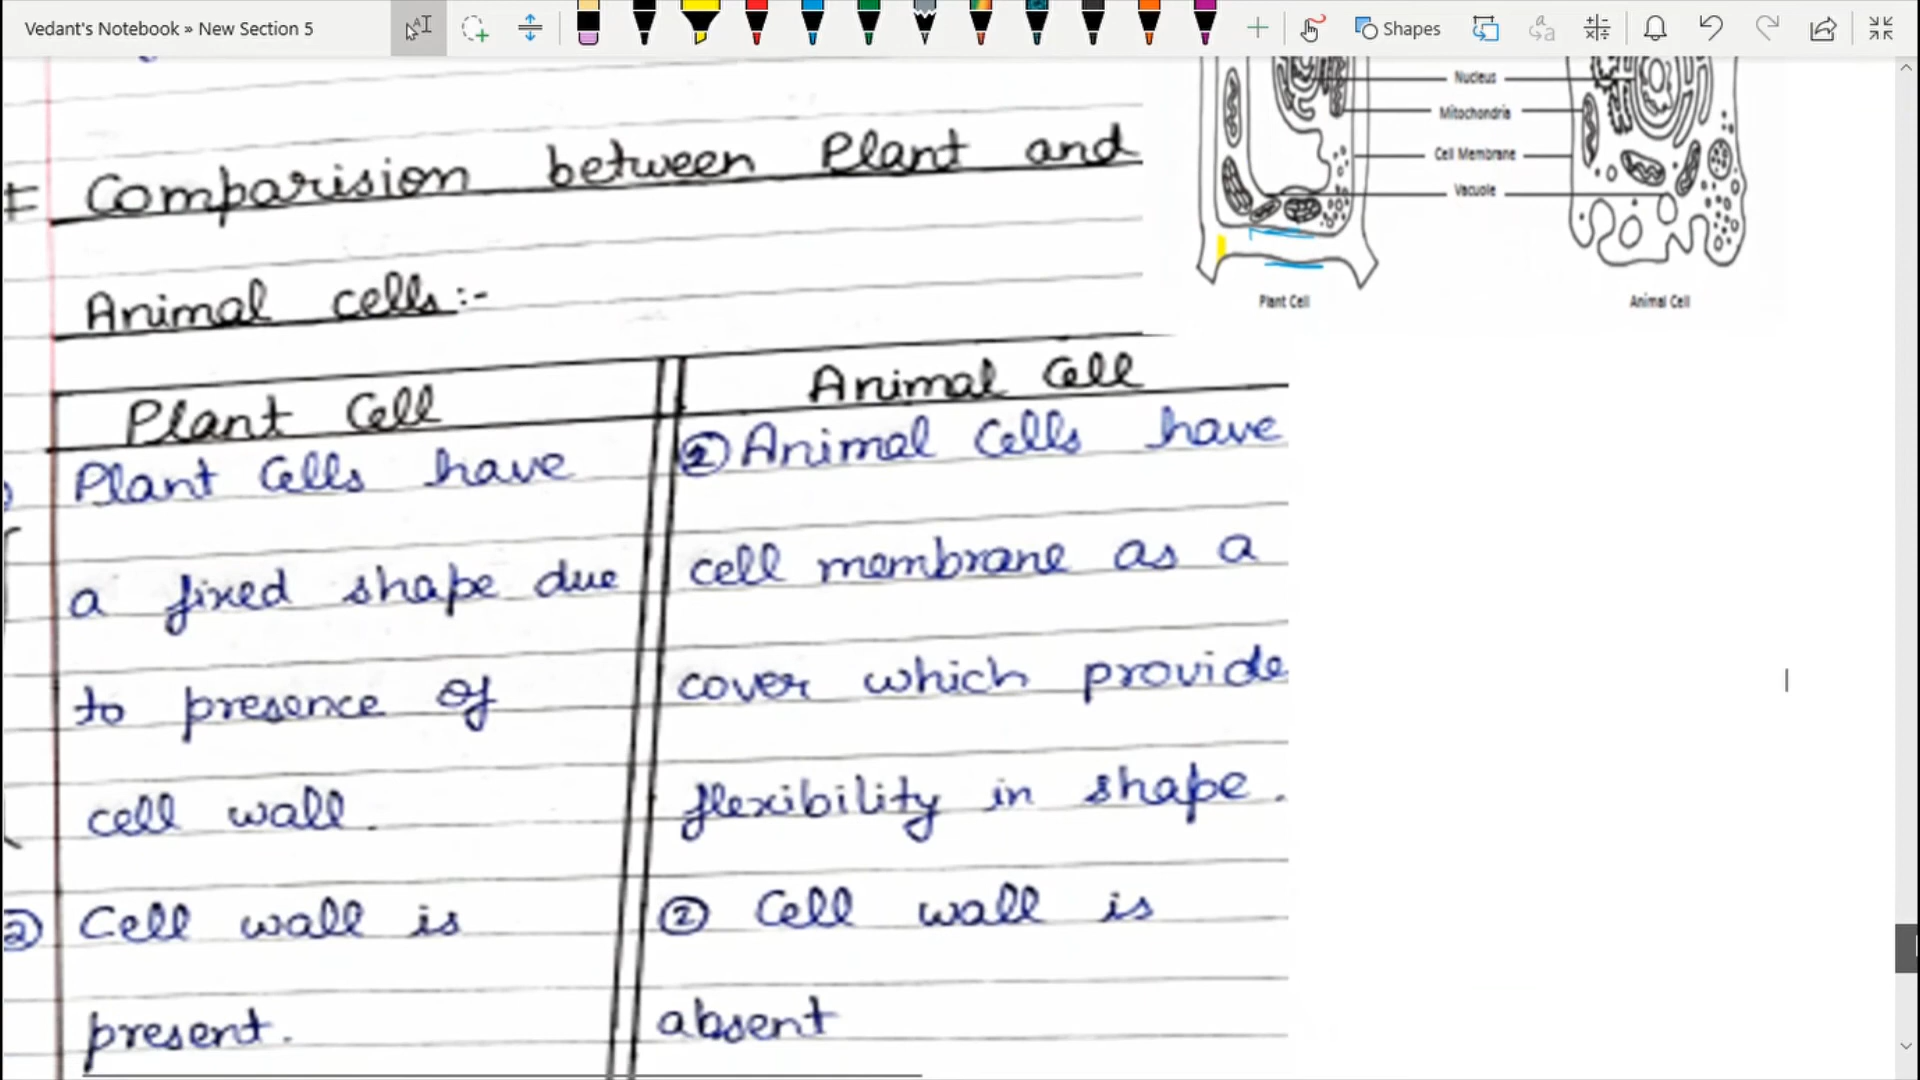 Vedant's Notebook » New Section 5
Shapes
Nucleus
Mitochondria
Cell Membrane
Vacuole
Plant Cell
Animal Cell
Comparision between Plant and
Animal cells:-
Plant Cell
Plant Cells have
a fixed shape due
to presence of
cell wall.
② Cell wall is
present.
Animal Cell
② Animal Cells have
cell membrane as a
cover which provide
flexibility in shape.
② Cell wall is
absent